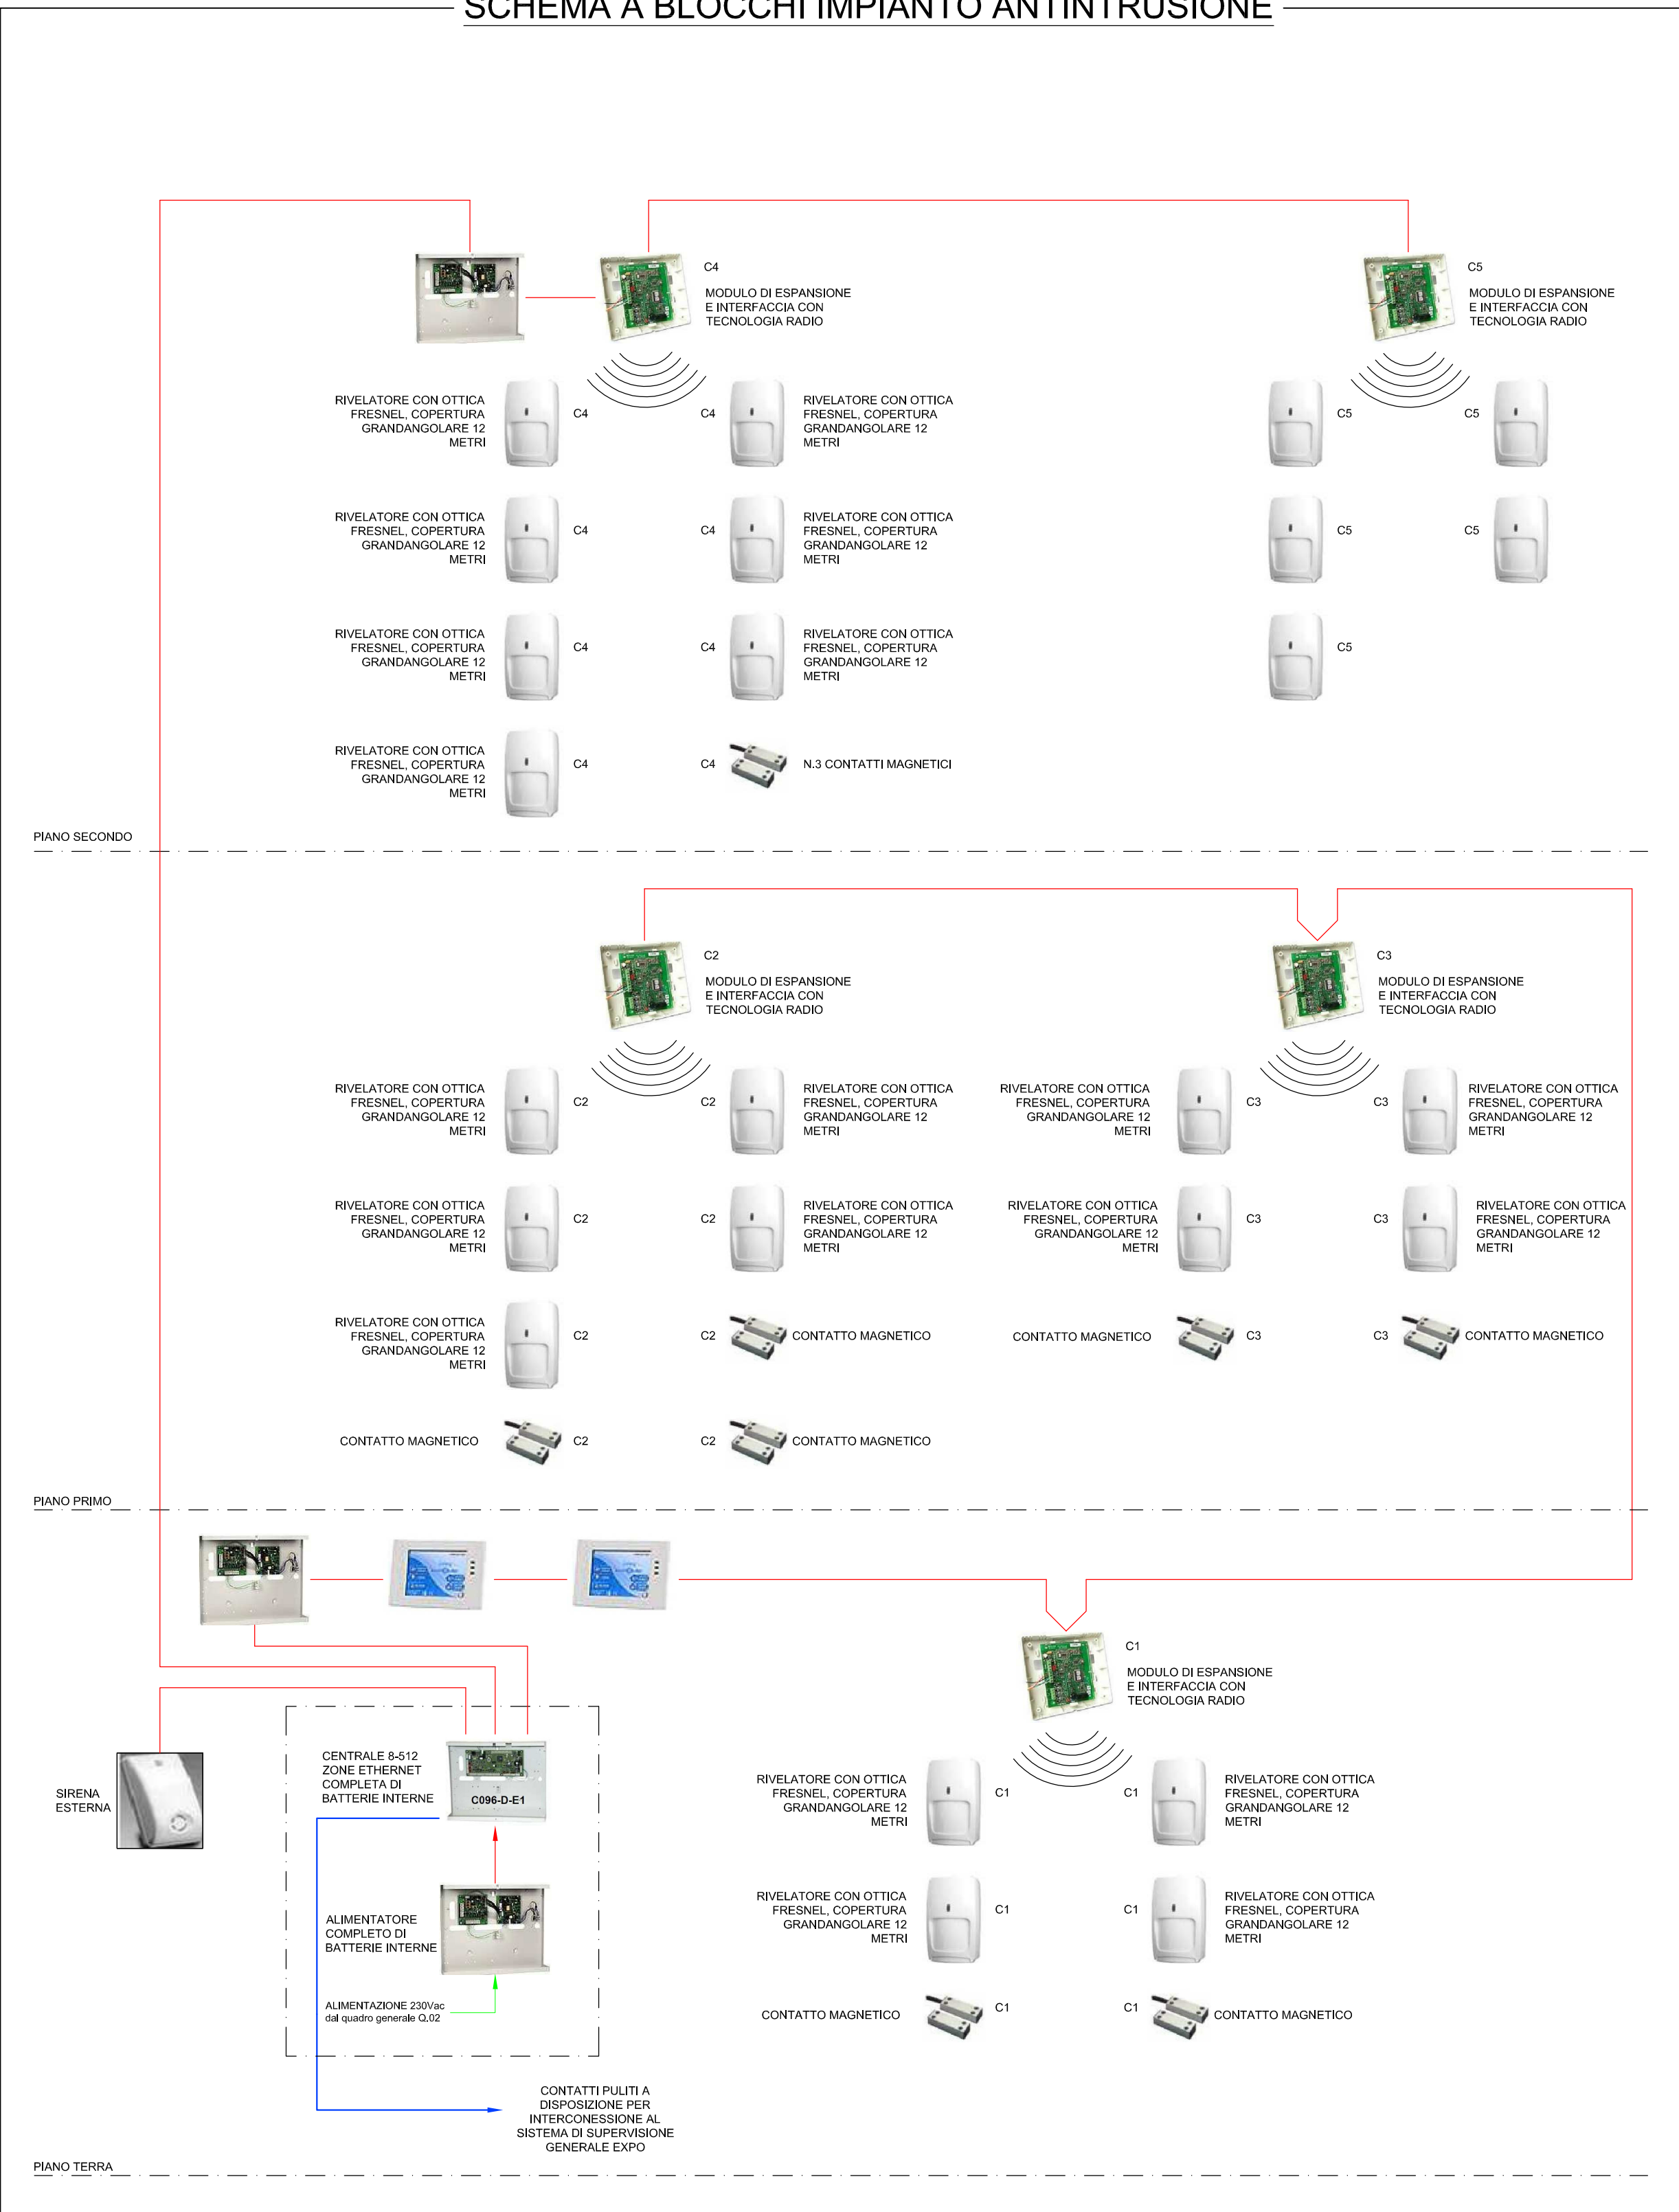 SCHEMA A BLOCCHI IMPIANTO ANTINTRUSIONE
C4
MODULO DI ESPANSIONE
E INTERFACCIA CON
TECNOLOGIA RADIO
C5
MODULO DI ESPANSIONE
E INTERFACCIA CON
TECNOLOGIA RADIO
RIVELATORE CON OTTICA
FRESNEL, COPERTURA
GRANDANGOLARE 12
METRI
C4
C4
RIVELATORE CON OTTICA
FRESNEL, COPERTURA
GRANDANGOLARE 12
METRI
C5
C5
RIVELATORE CON OTTICA
FRESNEL, COPERTURA
GRANDANGOLARE 12
METRI
C4
C4
RIVELATORE CON OTTICA
FRESNEL, COPERTURA
GRANDANGOLARE 12
METRI
C5
C5
RIVELATORE CON OTTICA
FRESNEL, COPERTURA
GRANDANGOLARE 12
METRI
C4
C4
RIVELATORE CON OTTICA
FRESNEL, COPERTURA
GRANDANGOLARE 12
METRI
C5
RIVELATORE CON OTTICA
FRESNEL, COPERTURA
GRANDANGOLARE 12
METRI
C4
C4
N.3 CONTATTI MAGNETICI
PIANO SECONDO
C2
MODULO DI ESPANSIONE
E INTERFACCIA CON
TECNOLOGIA RADIO
C3
MODULO DI ESPANSIONE
E INTERFACCIA CON
TECNOLOGIA RADIO
RIVELATORE CON OTTICA
FRESNEL, COPERTURA
GRANDANGOLARE 12
METRI
C2
C2
RIVELATORE CON OTTICA
FRESNEL, COPERTURA
GRANDANGOLARE 12
METRI
RIVELATORE CON OTTICA
FRESNEL, COPERTURA
GRANDANGOLARE 12
METRI
C3
C3
RIVELATORE CON OTTICA
FRESNEL, COPERTURA
GRANDANGOLARE 12
METRI
RIVELATORE CON OTTICA
FRESNEL, COPERTURA
GRANDANGOLARE 12
METRI
C2
C2
RIVELATORE CON OTTICA
FRESNEL, COPERTURA
GRANDANGOLARE 12
METRI
RIVELATORE CON OTTICA
FRESNEL, COPERTURA
GRANDANGOLARE 12
METRI
C3
C3
RIVELATORE CON OTTICA
FRESNEL, COPERTURA
GRANDANGOLARE 12
METRI
RIVELATORE CON OTTICA
FRESNEL, COPERTURA
GRANDANGOLARE 12
METRI
C2
C2
CONTATTO MAGNETICO
CONTATTO MAGNETICO
C3
C3
CONTATTO MAGNETICO
CONTATTO MAGNETICO
C2
C2
CONTATTO MAGNETICO
PIANO PRIMO
C1
MODULO DI ESPANSIONE
E INTERFACCIA CON
TECNOLOGIA RADIO
SIRENA
ESTERNA
CENTRALE 8-512
ZONE ETHERNET
COMPLETA DI
BATTERIE INTERNE
C096-D-E1
RIVELATORE CON OTTICA
FRESNEL, COPERTURA
GRANDANGOLARE 12
METRI
C1
C1
RIVELATORE CON OTTICA
FRESNEL, COPERTURA
GRANDANGOLARE 12
METRI
ALIMENTATORE
COMPLETO DI
BATTERIE INTERNE
RIVELATORE CON OTTICA
FRESNEL, COPERTURA
GRANDANGOLARE 12
METRI
C1
C1
RIVELATORE CON OTTICA
FRESNEL, COPERTURA
GRANDANGOLARE 12
METRI
ALIMENTAZIONE 230Vac
dal quadro generale Q.02
CONTATTO MAGNETICO
C1
C1
CONTATTO MAGNETICO
CONTATTI PULITI A
DISPOSIZIONE PER
INTERCONESSIONE AL
SISTEMA DI SUPERVISIONE
GENERALE EXPO
PIANO TERRA